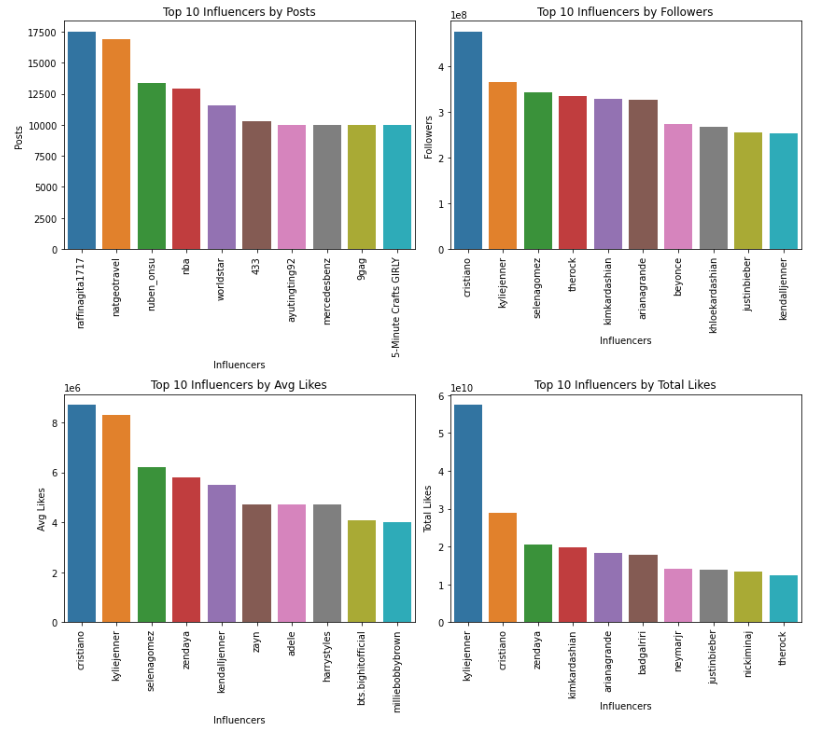 Top 10 Influencers by Posts
17500
15000
12500
10000
7500
5000
2500
0
Posts
raffinagita1717
natgeotravel
ruben_onsu
nba
worldstar
433
ayutingting92
mercedesbenz
9gag
5-Minute Crafts GIRLY
Influencers
Top 10 Influencers by Followers
1e8
4
3
2
1
0
Followers
cristiano
kyliejenner
selenagomez
therock
kimkardashian
arianagrande
beyonce
khloekardashian
justinbieber
kendalljenner
Influencers
Top 10 Influencers by Avg Likes
1e6
8
6
4
2
0
Avg Likes
cristiano
kyliejenner
selenagomez
zendaya
kendalljenner
zayn
adele
harrystyles
bts.bighitofficial
milliebobbybrown
Influencers
Top 10 Influencers by Total Likes
1e10
6
5
4
3
2
1
0
Total Likes
kyliejenner
cristiano
zendaya
kimkardashian
arianagrande
badgalriri
neymarjr
justinbieber
nickiminaj
therock
Influencers